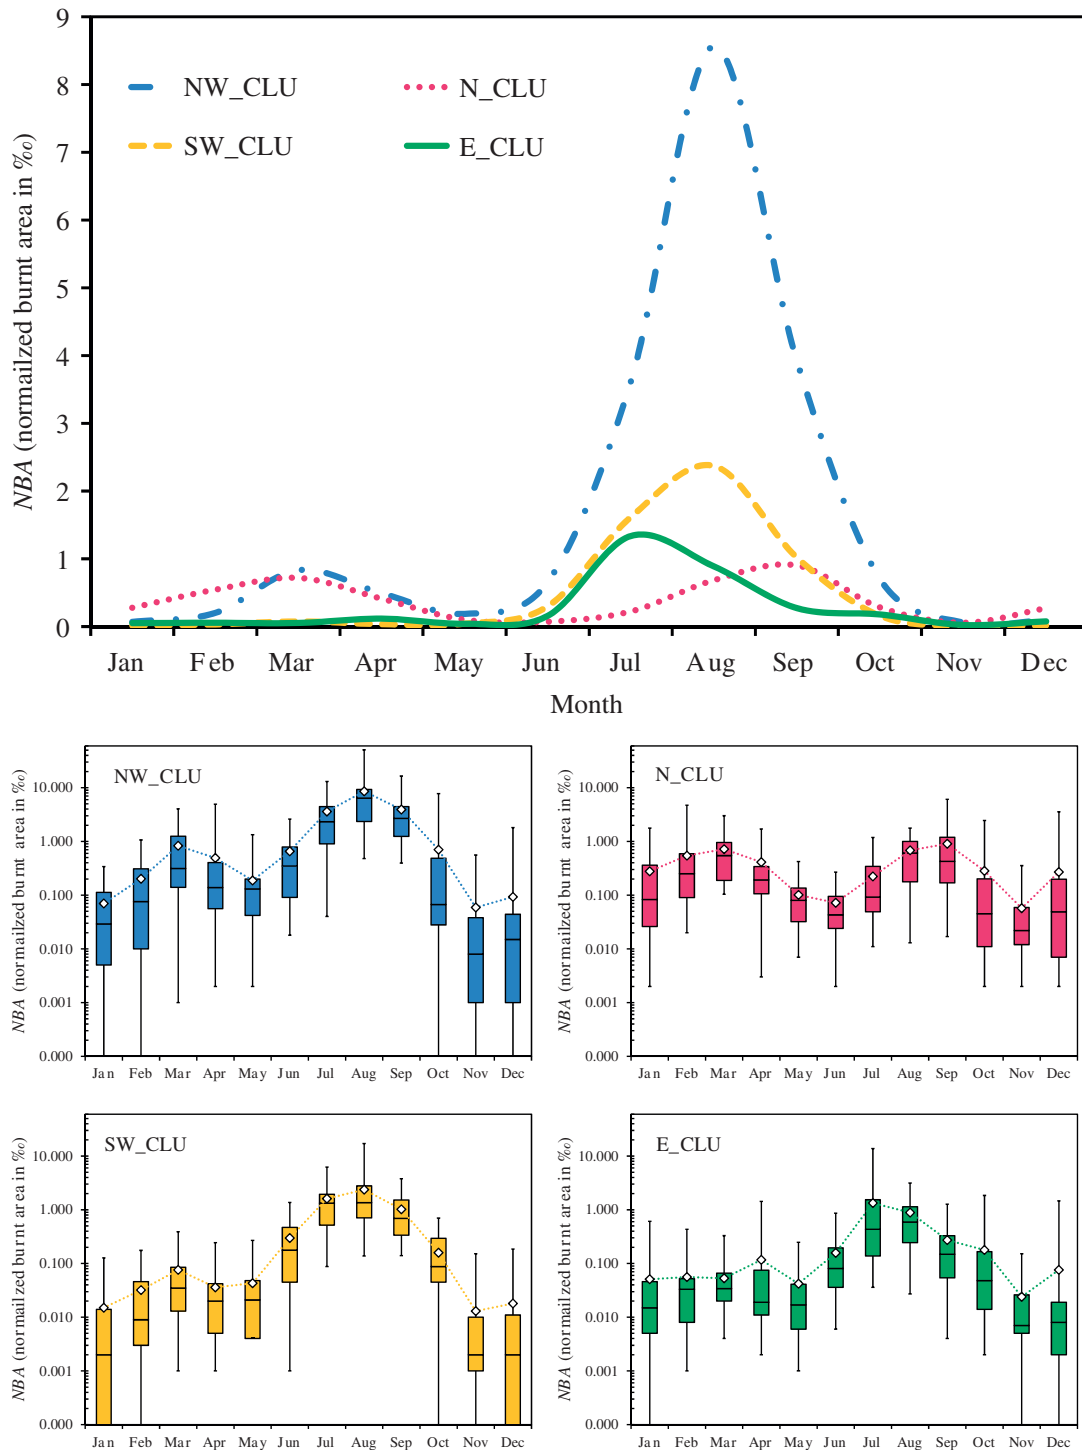 9
8
7
6
5
4
3
2
1
0
NBA (normailzed burnt area in ‰)
NW_CLU
N_CLU
SW_CLU
E_CLU
Jan Feb Mar Apr May Jun Jul Aug Sep Oct Nov Dec
Month
NW_CLU
NBA (normailzed burnt area in ‰)
10.000
1.000
0.100
0.010
0.001
0.000
Jan Feb Mar Apr May Jun Jul Aug Sep Oct Nov Dec
N_CLU
NBA (normailzed burnt area in ‰)
10.000
1.000
0.100
0.010
0.001
0.000
Jan Feb Mar Apr May Jun Jul Aug Sep Oct Nov Dec
SW_CLU
NBA (normailzed burnt area in ‰)
10.000
1.000
0.100
0.010
0.001
0.000
Jan Feb Mar Apr May Jun Jul Aug Sep Oct Nov Dec
E_CLU
NBA (normailzed burnt area in ‰)
10.000
1.000
0.100
0.010
0.001
0.000
Jan Feb Mar Apr May Jun Jul Aug Sep Oct Nov Dec